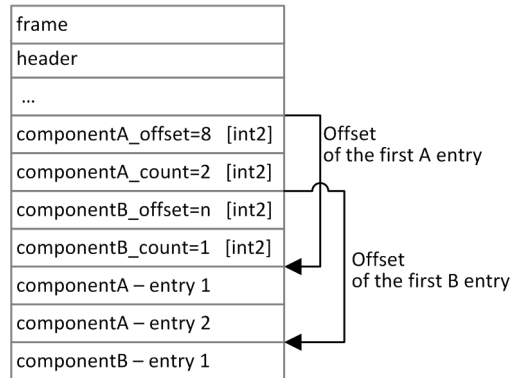 frame
header
...
componentA_offset=8 [int2]
componentA_count=2 [int2]
componentB_offset=n [int2]
componentB_count=1 [int2]
componentA – entry 1
componentA – entry 2
componentB – entry 1
Offset
of the first A entry
Offset
of the first B entry